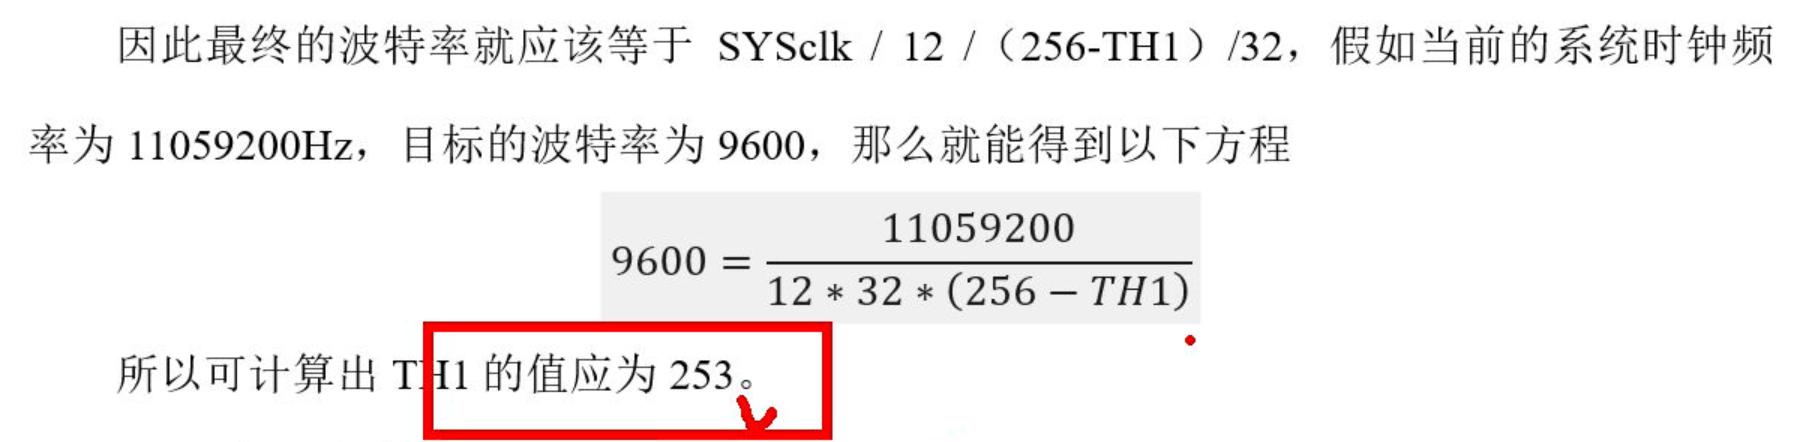 因此最终的波特率就应该等于 SYSclk / 12 /（256-TH1）/32，假如当前的系统时钟频
率为 11059200Hz，目标的波特率为 9600，那么就能得到以下方程
9600 = 11059200 / 12 * 32 * (256 − TH1)
所以可计算出 TH1 的值应为 253。